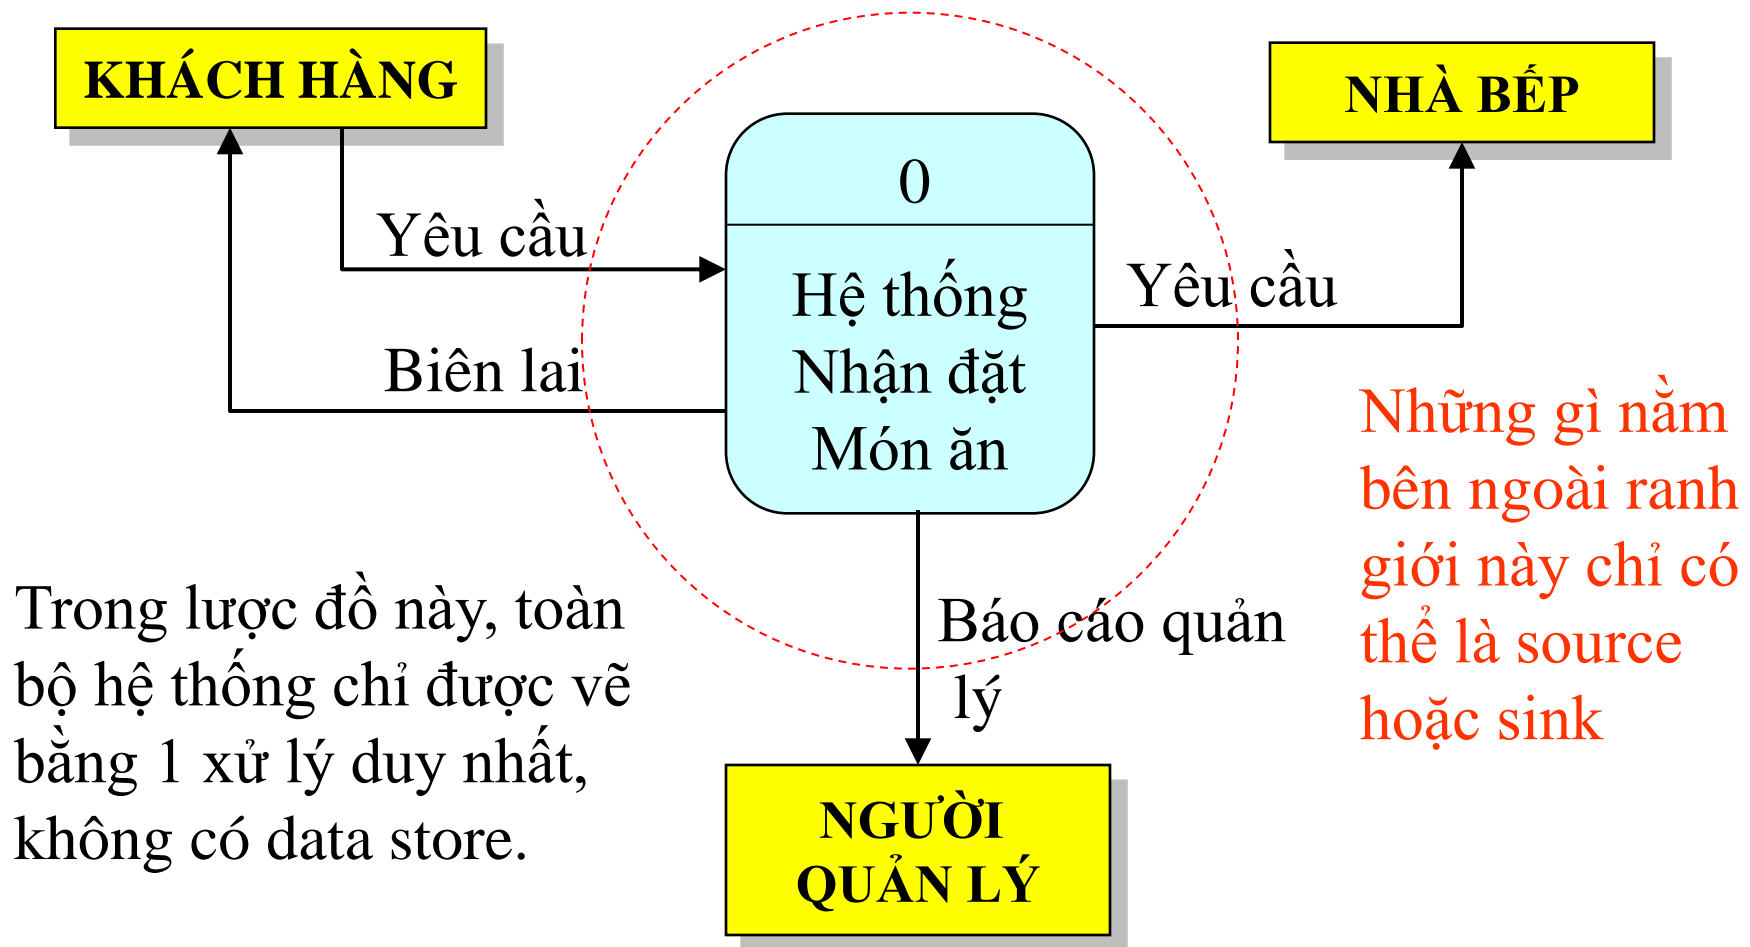 KHÁCH HÀNG
NHÀ BẾP
0
Yêu cầu
Hệ thống
Nhận đặt
Món ăn
Yêu cầu
Biên lai
Những gì nằm
bên ngoài ranh
giới này chỉ có
thể là source
hoặc sink
Báo cáo quản
lý
Trong lược đồ này, toàn
bộ hệ thống chỉ được vẽ
bằng 1 xử lý duy nhất,
không có data store.
NGƯỜI
QUẢN LÝ